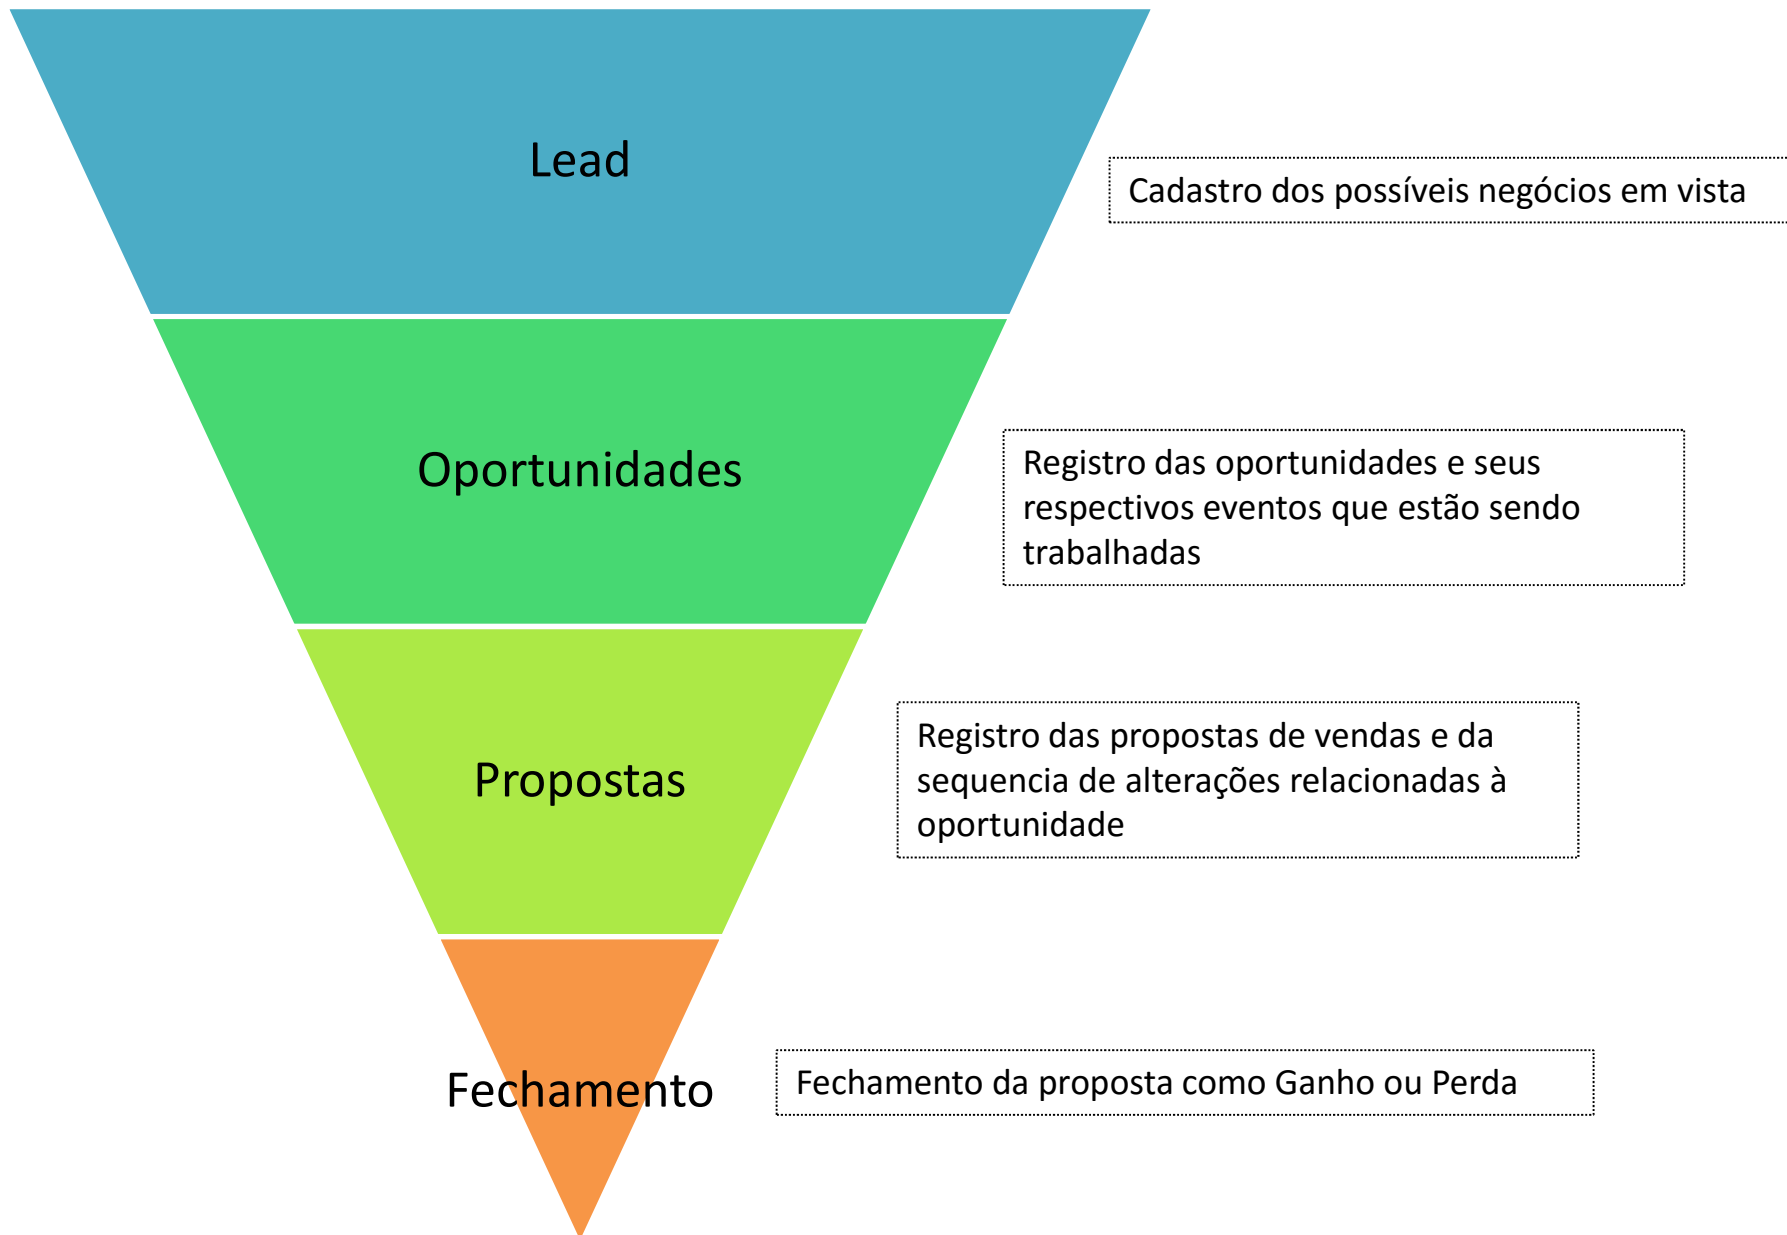 Lead
Cadastro dos possíveis negócios em vista
Oportunidades
Registro das oportunidades e seus
respectivos eventos que estão sendo
trabalhadas
Propostas
Registro das propostas de vendas e da
sequencia de alterações relacionadas à
oportunidade
Fechamento
Fechamento da proposta como Ganho ou Perda